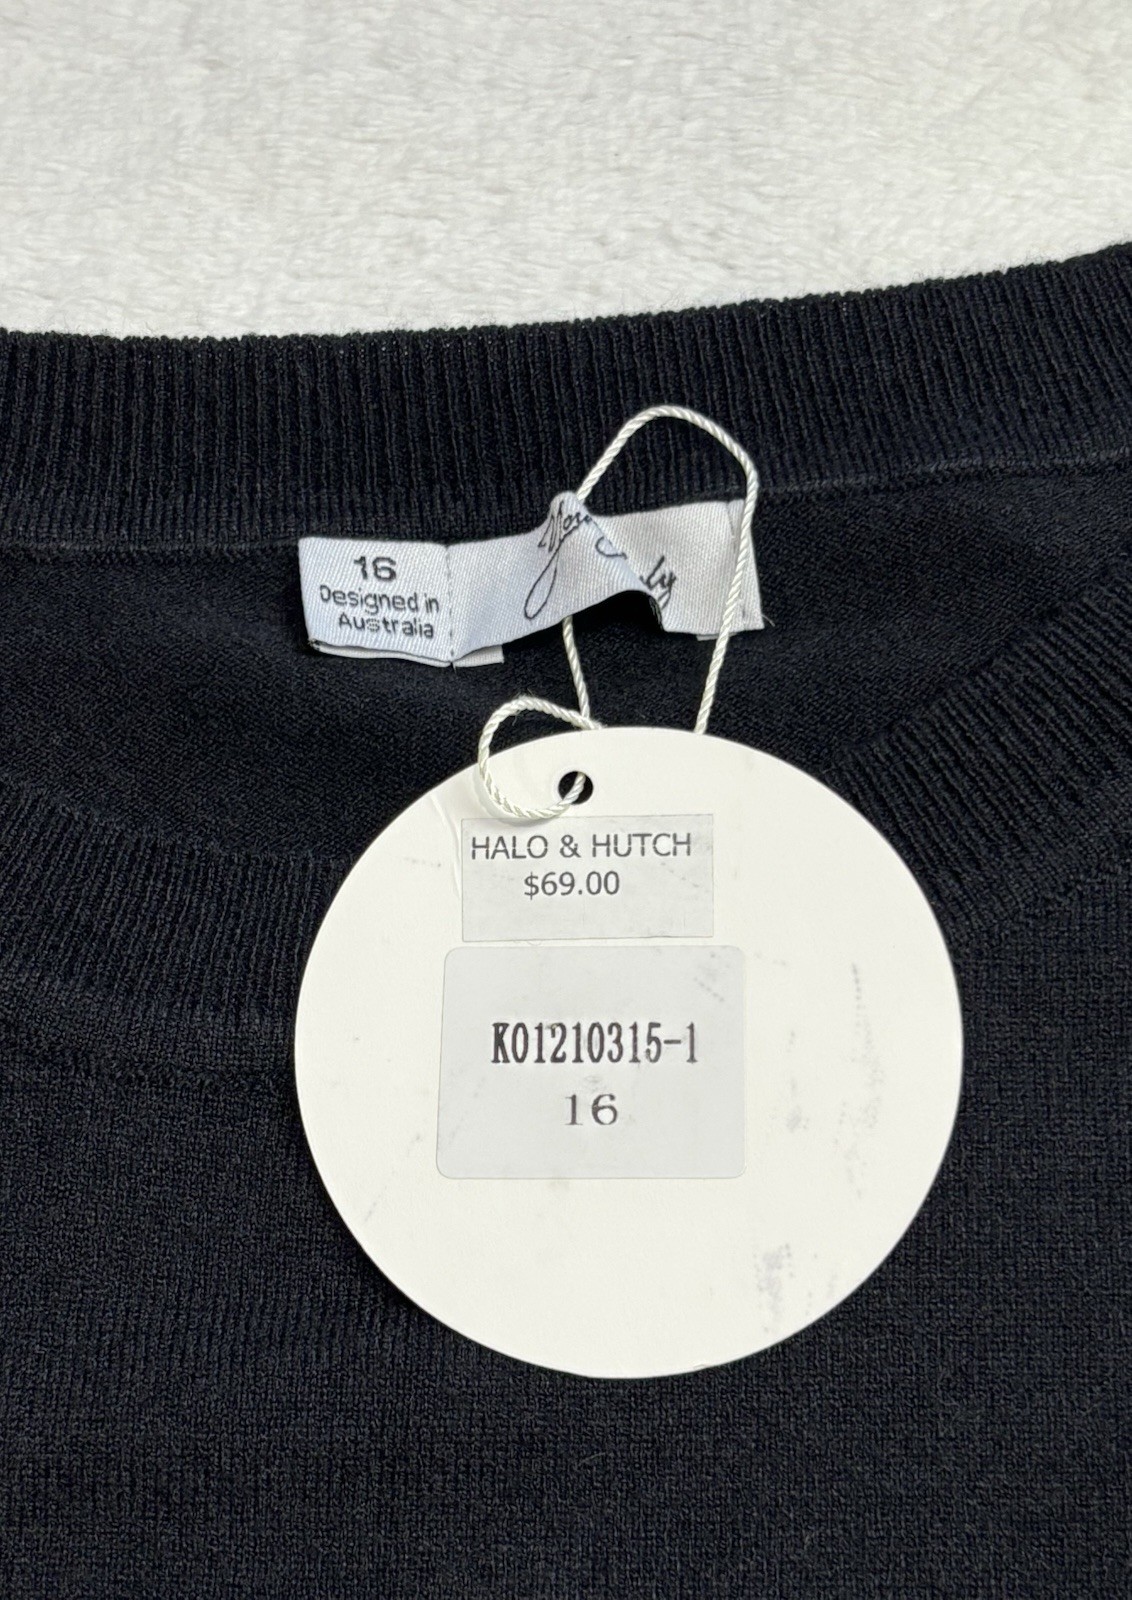 16
Designed in
Australia
HALO & HUTCH
$69.00
K01210315-1
16